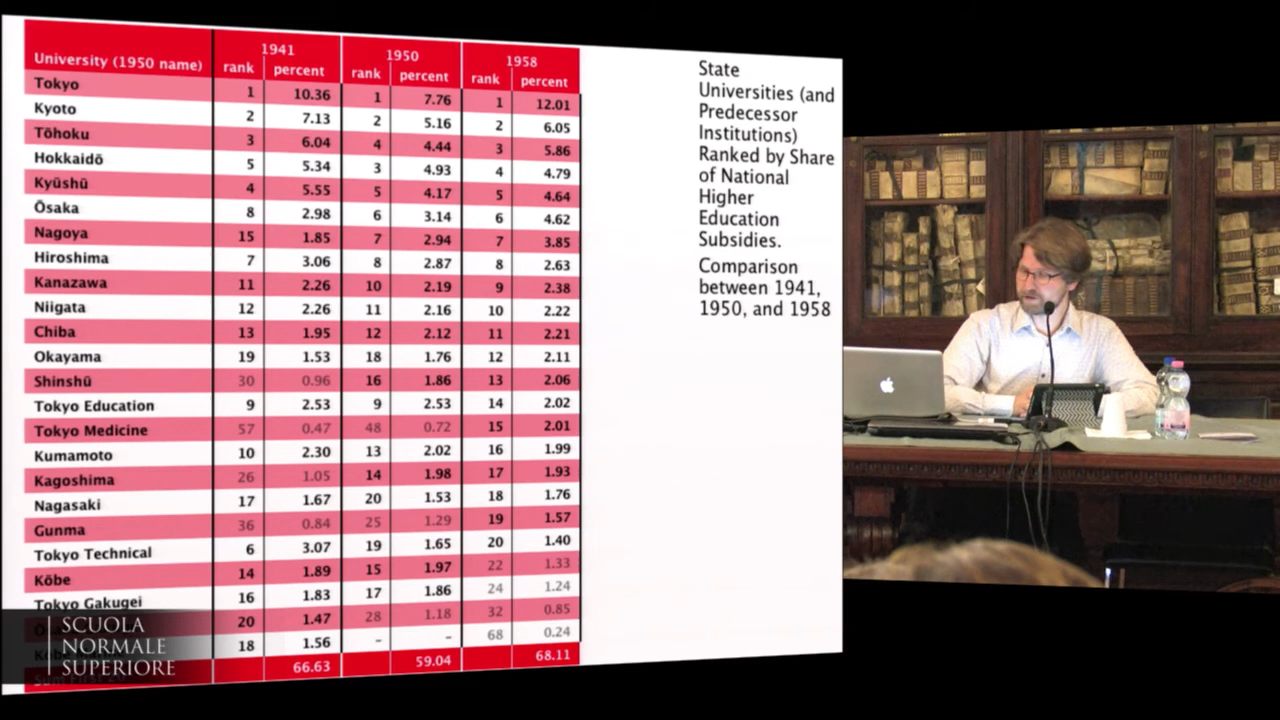 University (1950 name) 1941 1950 1958
rank percent rank percent rank percent
Tokyo 1 10.36 1 7.76 1 12.01
Kyoto 2 7.13 2 5.16 2 6.05
Tōhoku 3 6.04 4 4.44 3 5.86
Hokkaidō 5 5.34 3 4.93 4 4.79
Kyūshū 4 5.55 5 4.17 5 4.64
Ōsaka 8 2.98 6 3.14 6 4.62
Nagoya 15 1.85 7 2.94 7 3.85
Hiroshima 7 3.06 8 2.87 8 2.63
Kanazawa 11 2.26 10 2.19 9 2.38
Niigata 12 2.26 11 2.16 10 2.22
Chiba 13 1.95 12 2.12 11 2.21
Okayama 19 1.53 18 1.76 12 2.11
Shinshū 30 0.96 16 1.86 13 2.06
Tokyo Education 9 2.53 9 2.53 14 2.02
Tokyo Medicine 57 0.47 48 0.72 15 2.01
Kumamoto 10 2.30 13 2.02 16 1.99
Kagoshima 26 1.05 14 1.98 17 1.93
Nagasaki 17 1.67 20 1.53 18 1.76
Gunma 36 0.84 25 1.29 19 1.57
Tokyo Technical 6 3.07 19 1.65 20 1.40
Kōbe 14 1.89 15 1.97 22 1.33
Tokyo Gakugei 16 1.83 17 1.86 24 1.24
20 1.47 28 1.18 32 0.85
18 1.56 – – 68 0.24
66.63 59.04 68.11
State
Universities (and
Predecessor
Institutions)
Ranked by Share
of National
Higher
Education
Subsidies.
Comparison
between 1941,
1950, and 1958
SCUOLA
NORMALE
SUPERIORE